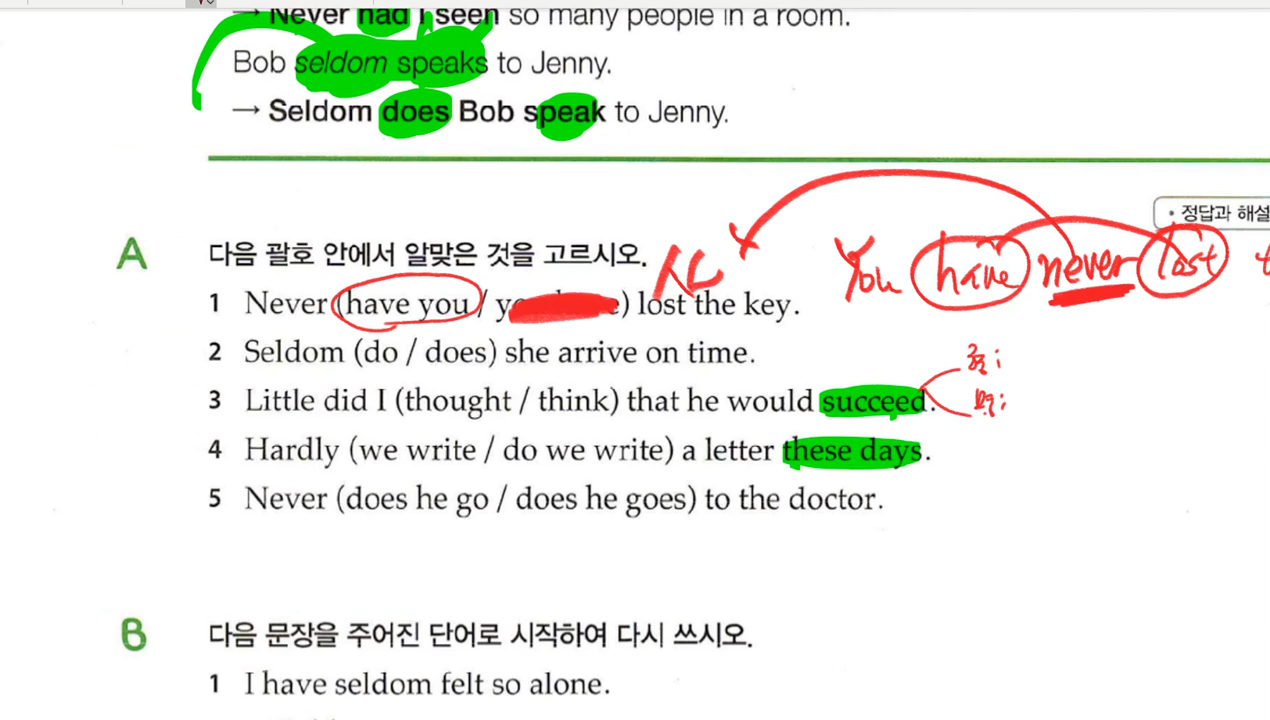 → Never had I seen so many people in a room.
Bob seldom speaks to Jenny.
→ Seldom does Bob speak to Jenny.
• 정답과 해설
A 다음 괄호 안에서 알맞은 것을 고르시오.
You have never lost t
1 Never (have you / y e) lost the key.
2 Seldom (do / does) she arrive on time.
3 Little did I (thought / think) that he would succeed.
4 Hardly (we write / do we write) a letter these days.
5 Never (does he go / does he goes) to the doctor.
B 다음 문장을 주어진 단어로 시작하여 다시 쓰시오.
1 I have seldom felt so alone.